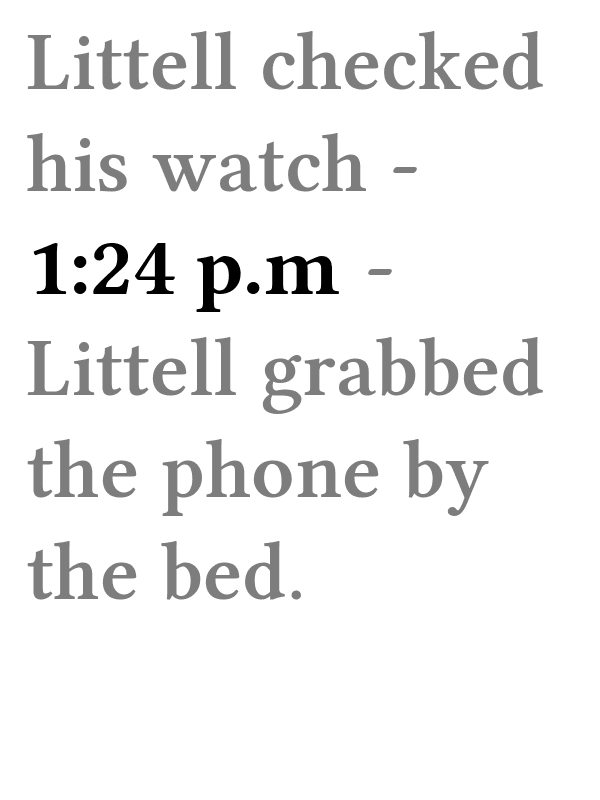 Littell checked
his watch -
1:24 p.m -
Littell grabbed
the phone by
the bed.